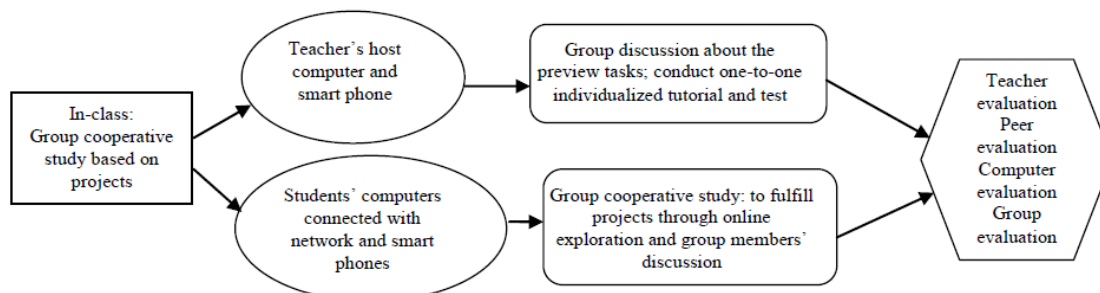 In-class:
Group cooperative
study based on
projects
Teacher’s host
computer and
smart phone
Group discussion about the
preview tasks; conduct one-to-one
individualized tutorial and test
Students’ computers
connected with
network and smart
phones
Group cooperative study: to fulfill
projects through online
exploration and group members’
discussion
Teacher
evaluation
Peer
evaluation
Computer
evaluation
Group
evaluation